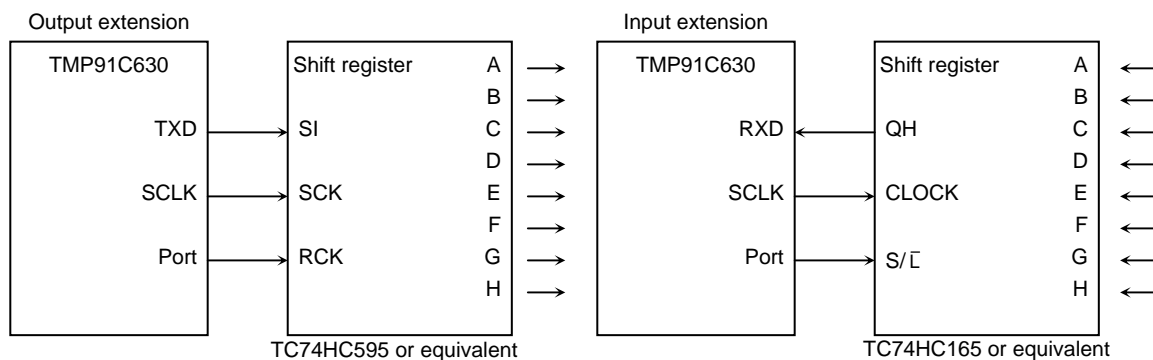 Output extension
TMP91C630
TXD
SCLK
Port
Shift register
SI
SCK
RCK
A
B
C
D
E
F
G
H
TC74HC595 or equivalent
Input extension
TMP91C630
RXD
SCLK
Port
Shift register
QH
CLOCK
S/L̅
A
B
C
D
E
F
G
H
TC74HC165 or equivalent